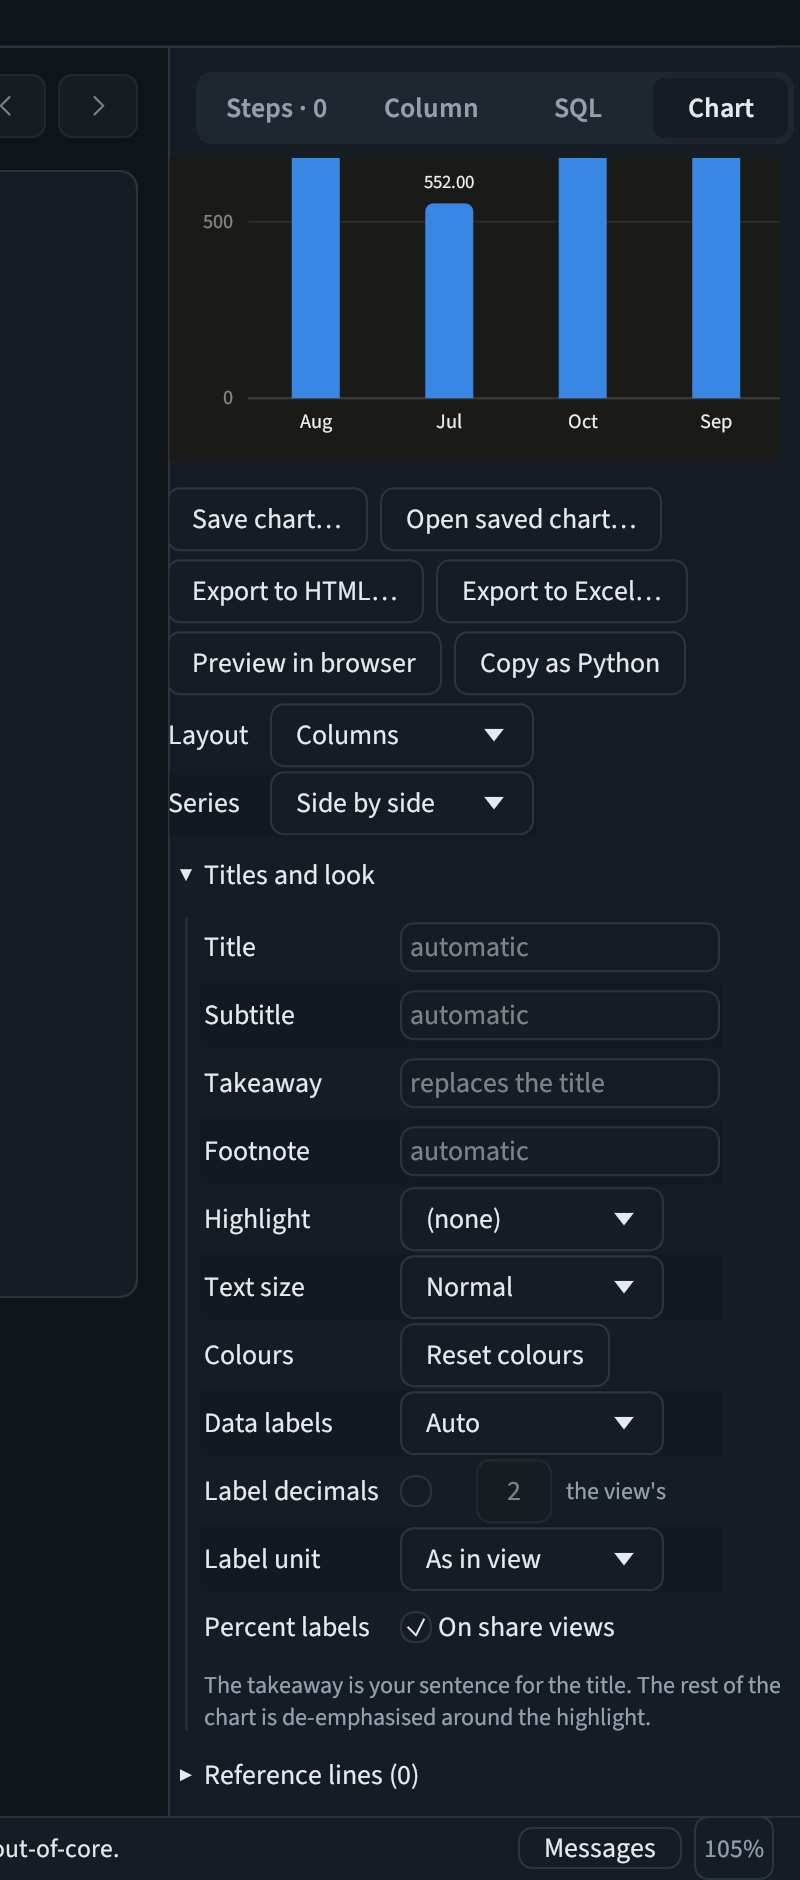 Steps · 0 Column SQL Chart
552.00
500
0
Aug Jul Oct Sep
Save chart… Open saved chart…
Export to HTML… Export to Excel…
Preview in browser Copy as Python
Layout Columns
Series Side by side
Titles and look
Title automatic
Subtitle automatic
Takeaway replaces the title
Footnote automatic
Highlight (none)
Text size Normal
Colours Reset colours
Data labels Auto
Label decimals 2 the view's
Label unit As in view
Percent labels On share views
The takeaway is your sentence for the title. The rest of the
chart is de-emphasised around the highlight.
Reference lines (0)
out-of-core. Messages 105%